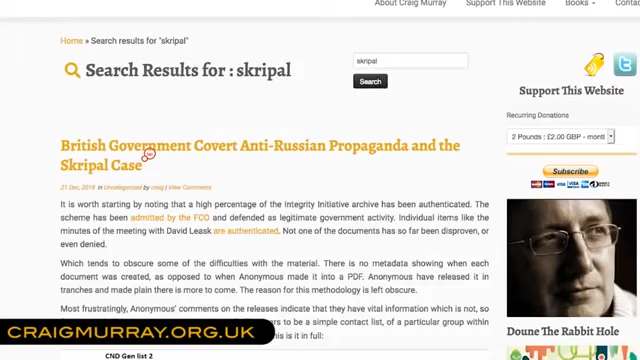 About Craig Murray Support This Website Books
Home » Search results for "skripal"
Search Results for : skripal
skripal
Search
Support This Website
Recurring Donations
2 Pounds : £2.00 GBP - monthl
Subscribe
VISA
British Government Covert Anti-Russian Propaganda and the
Skripal Case
21 Dec, 2018 in Uncategorized by craig | View Comments
It is worth starting by noting that a high percentage of the Integrity Initiative archive has been authenticated. The
scheme has been admitted by the FCO and defended as legitimate government activity. Individual items like the
minutes of the meeting with David Leask are authenticated. Not one of the documents has so far been disproven, or
even denied.
Which tends to obscure some of the difficulties with the material. There is no metadata showing when each
document was created, as opposed to when Anonymous made it into a PDF. Anonymous have released it in
tranches and made plain there is more to come. The reason for this methodology is left obscure.
Most frustratingly, Anonymous' comments on the releases indicate that they have vital information which is not, so
ers to be a simple contact list, of a particular group within
his is it in full:
CND Gen list 2
Doune The Rabbit Hole
CRAIGMURRAY.ORG.UK